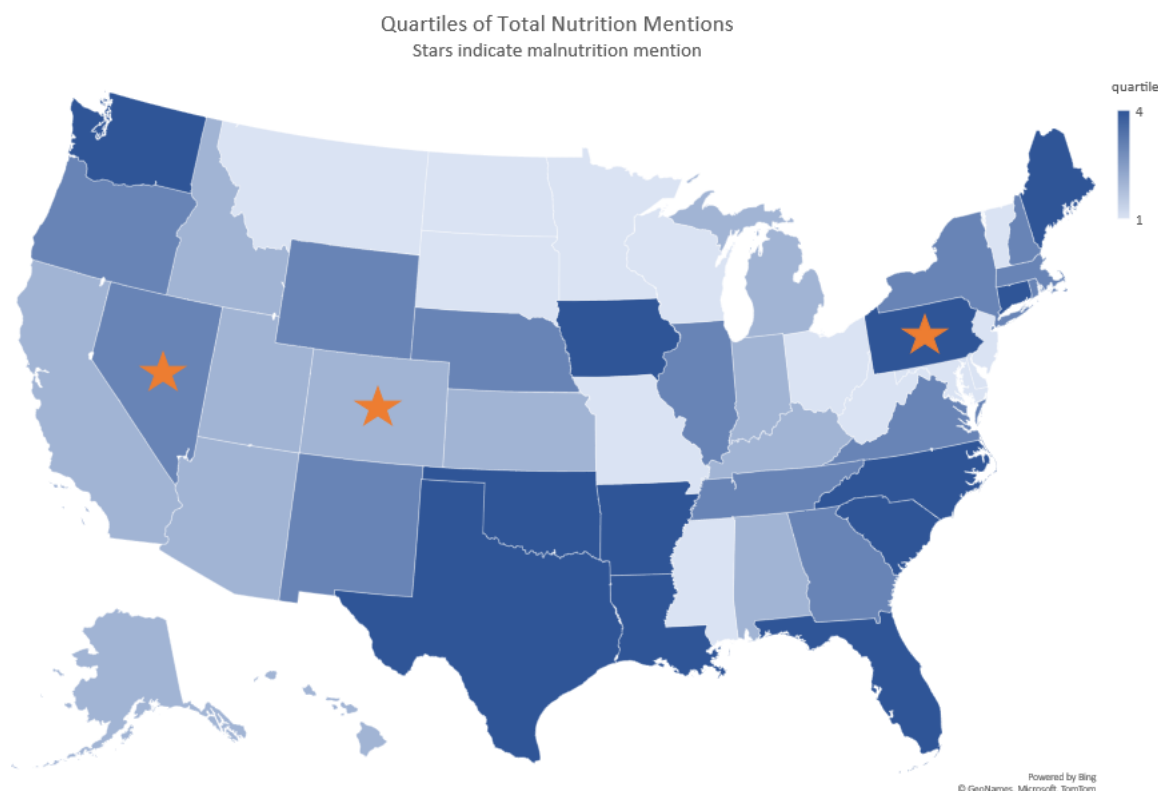 Quartiles of Total Nutrition Mentions
Stars indicate malnutrition mention
quartile
4
1
Powered by Bing
© GeoNames, Microsoft, TomTom